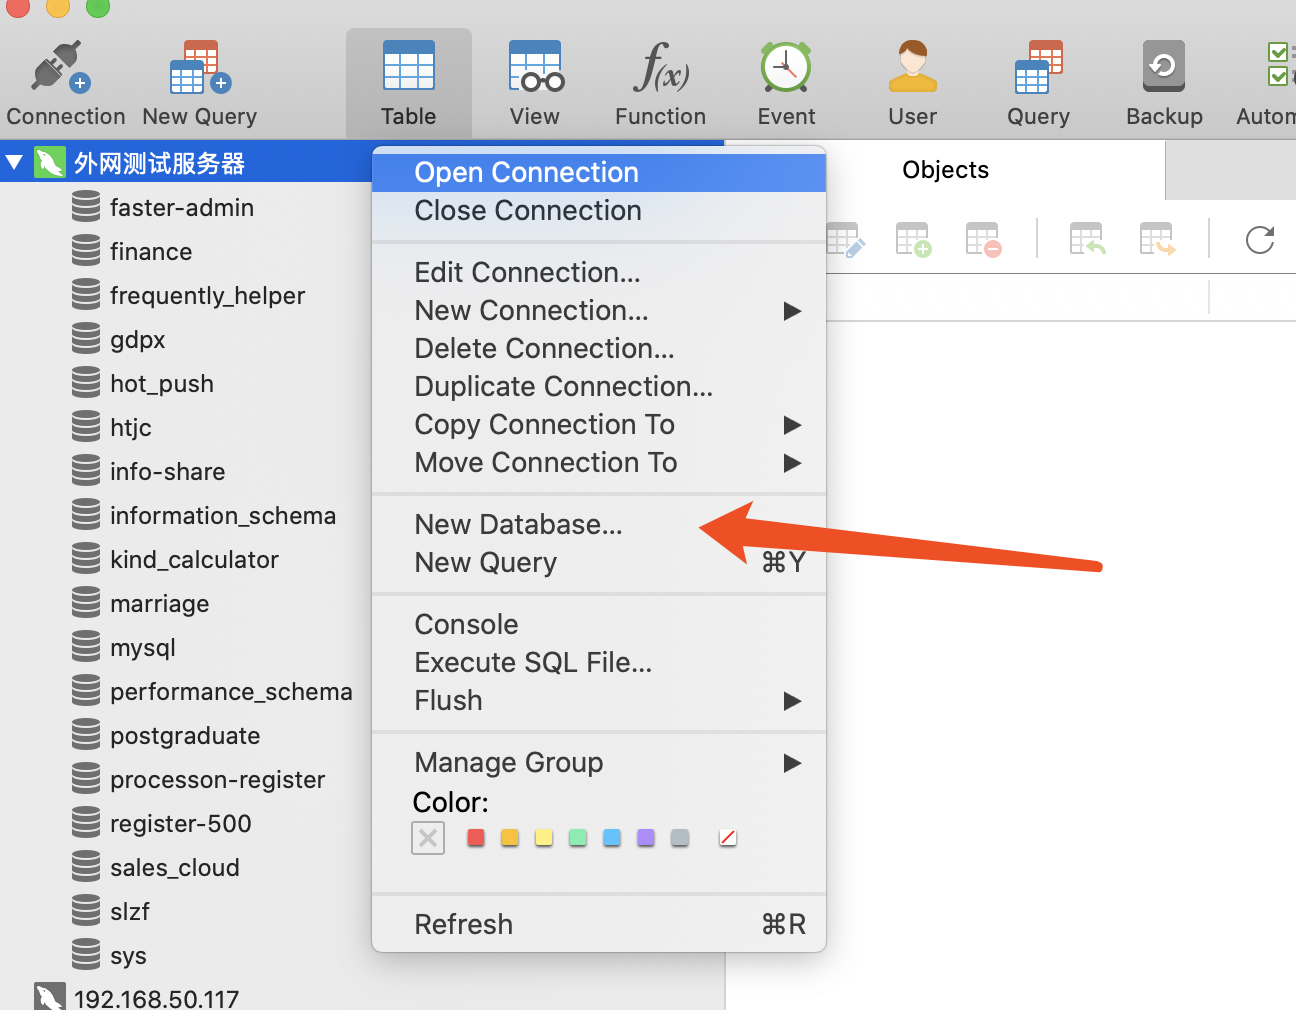 Connection New Query Table View Function Event User Query Backup Autom
外网测试服务器
faster-admin
finance
frequently_helper
gdpx
hot_push
htjc
info-share
information_schema
kind_calculator
marriage
mysql
performance_schema
postgraduate
processon-register
register-500
sales_cloud
slzf
sys
192.168.50.117
Open Connection
Close Connection
Edit Connection...
New Connection...
Delete Connection...
Duplicate Connection...
Copy Connection To
Move Connection To
New Database...
New Query ⌘Y
Console
Execute SQL File...
Flush
Manage Group
Color:
Refresh ⌘R
Objects